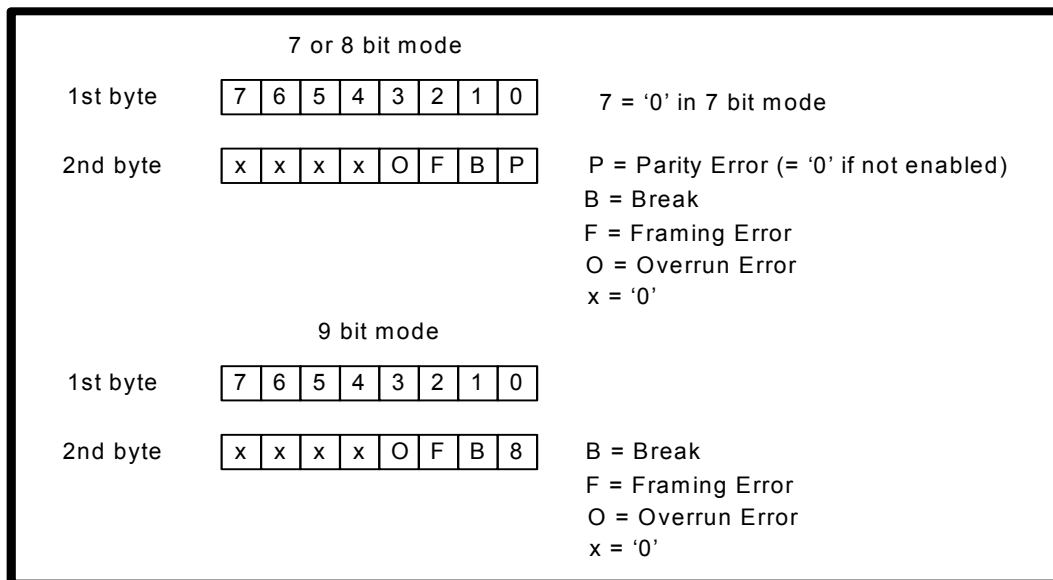 7 or 8 bit mode
1st byte 7 6 5 4 3 2 1 0 7 = ‘0’ in 7 bit mode
2nd byte x x x x O F B P P = Parity Error (= ‘0’ if not enabled)
B = Break
F = Framing Error
O = Overrun Error
x = ‘0’
9 bit mode
1st byte 7 6 5 4 3 2 1 0
2nd byte x x x x O F B 8 B = Break
F = Framing Error
O = Overrun Error
x = ‘0’